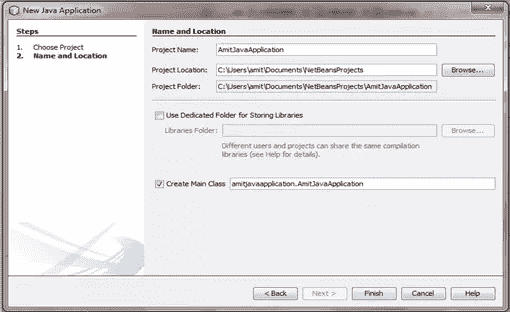 New Java Application
Steps
1. Choose Project
2. Name and Location
Name and Location
Project Name: AmitJavaApplication
Project Location: C:\Users\amit\Documents\NetBeansProjects Browse...
Project Folder: C:\Users\amit\Documents\NetBeansProjects\AmitJavaApplication
Use Dedicated Folder for Storing Libraries
Libraries Folder: Browse...
Different users and projects can share the same compilation
libraries (see Help for details).
Create Main Class amitjavaapplication.AmitJavaApplication
< Back Next > Finish Cancel Help